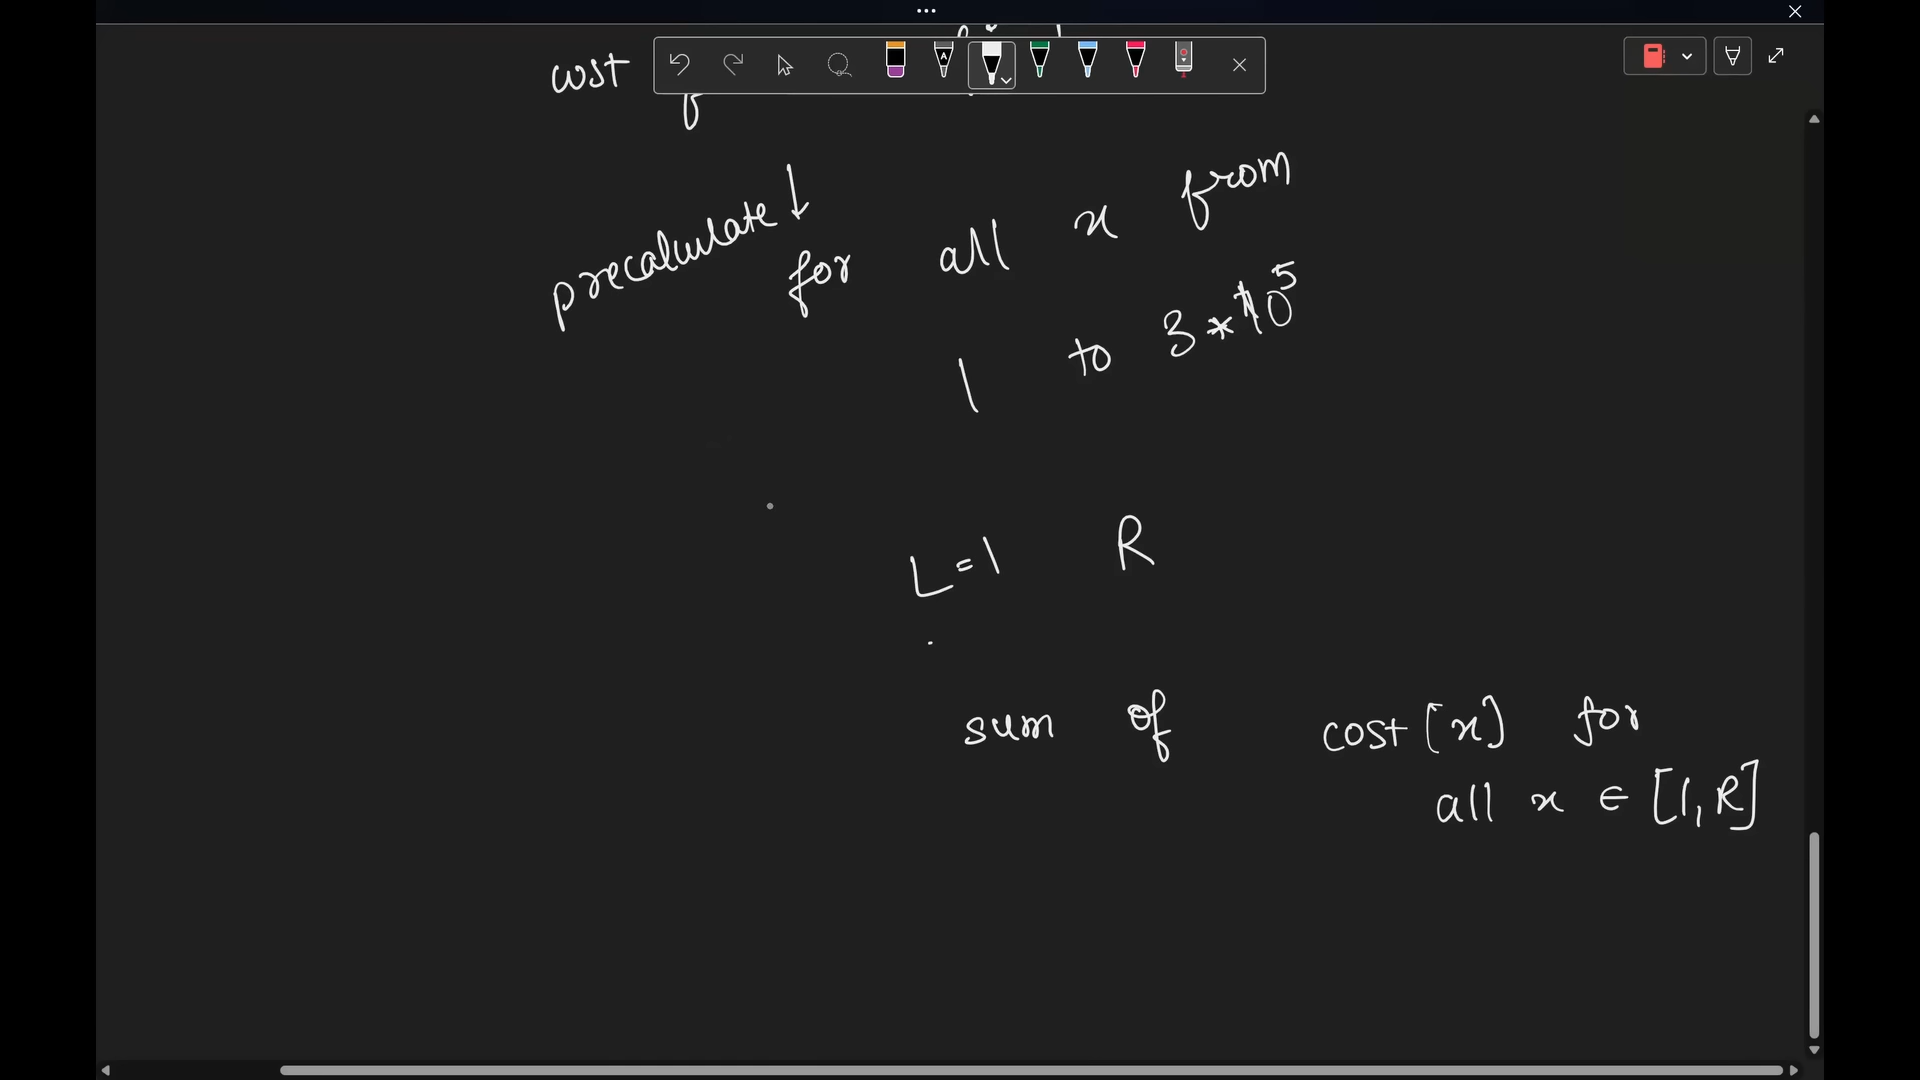 cost
precalculate ↓
for all x from
1 to 3*10^5
L=1 R
sum of cost[x] for
all x ∈ [1, R]